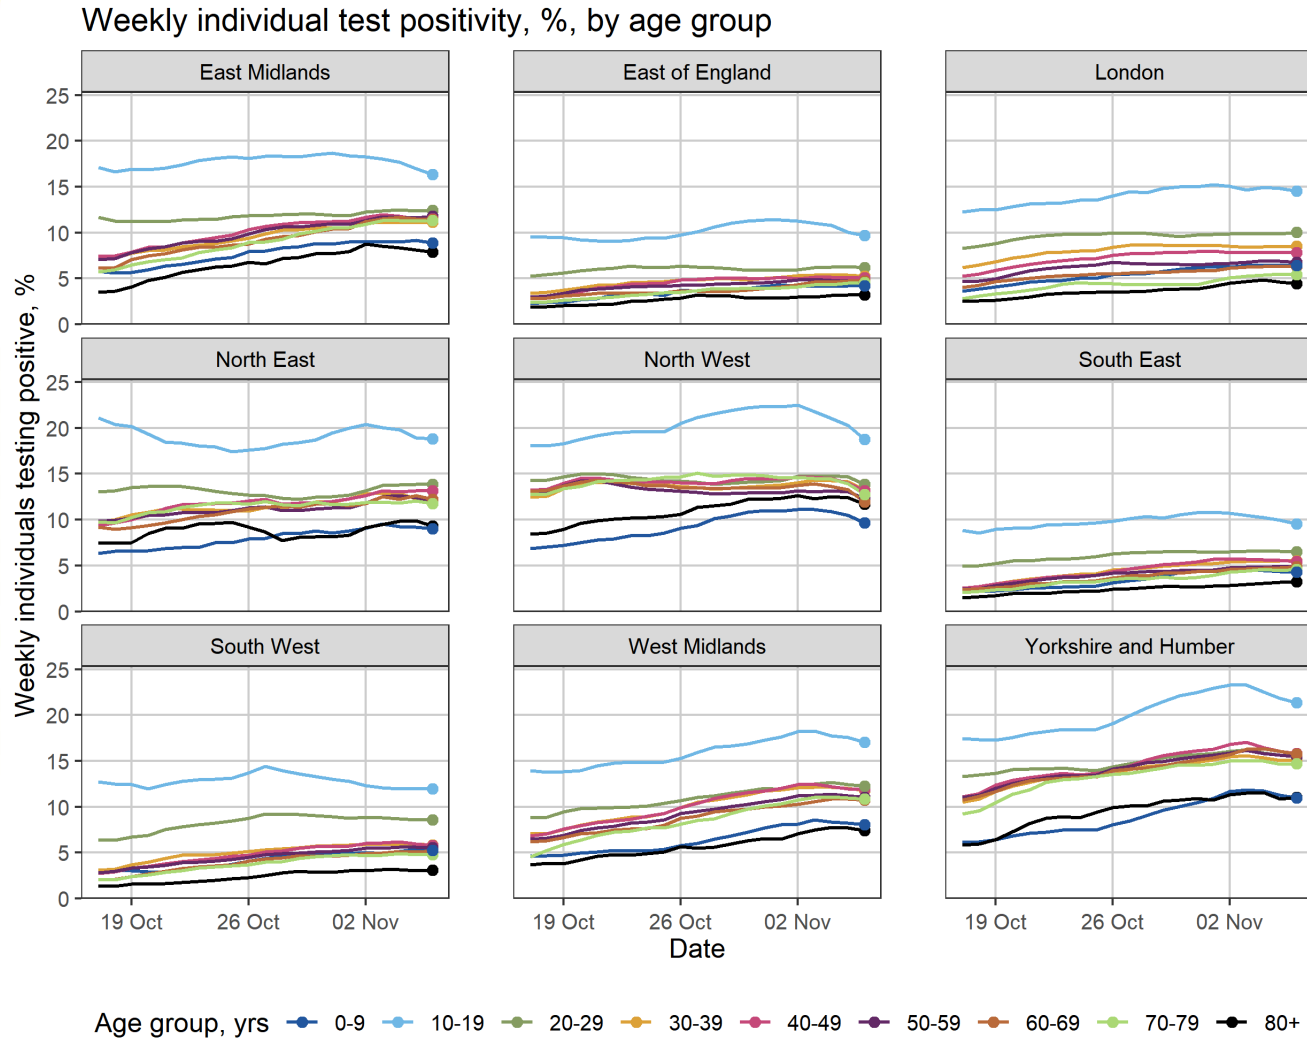 Weekly individual test positivity, %, by age group
East Midlands
East of England
London
25
20
15
10
5
0
North East
North West
South East
25
20
15
10
5
0
South West
West Midlands
Yorkshire and Humber
25
20
15
10
5
0
19 Oct 26 Oct 02 Nov
19 Oct 26 Oct 02 Nov
19 Oct 26 Oct 02 Nov
Weekly individuals testing positive, %
Date
Age group, yrs 0-9 10-19 20-29 30-39 40-49 50-59 60-69 70-79 80+